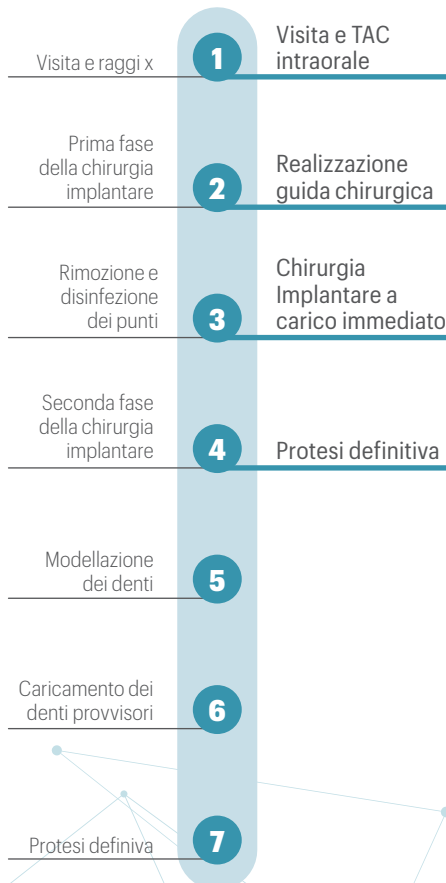 Visita e raggi x
1
Visita e TAC
intraorale
Prima fase
della chirurgia
implantare
2
Realizzazione
guida chirurgica
Rimozione e
disinfezione
dei punti
3
Chirurgia
Implantare a
carico immediato
Seconda fase
della chirurgia
implantare
4
Protesi definitiva
Modellazione
dei denti
5
Caricamento dei
denti provvisori
6
Protesi definiva
7